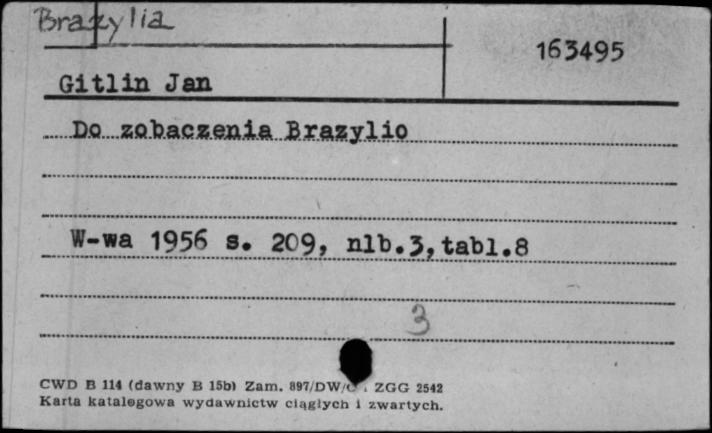 Brazylia
163495
Gitlin Jan
Do zobaczenia Brazylio
W-wa 1956 s. 209, nlb.3, tabl.8
3
CWD B 114 (dawny B 15b) Zam. 897/DW/ ZGG 2542
Karta katalogowa wydawnictw ciągłych i zwartych.